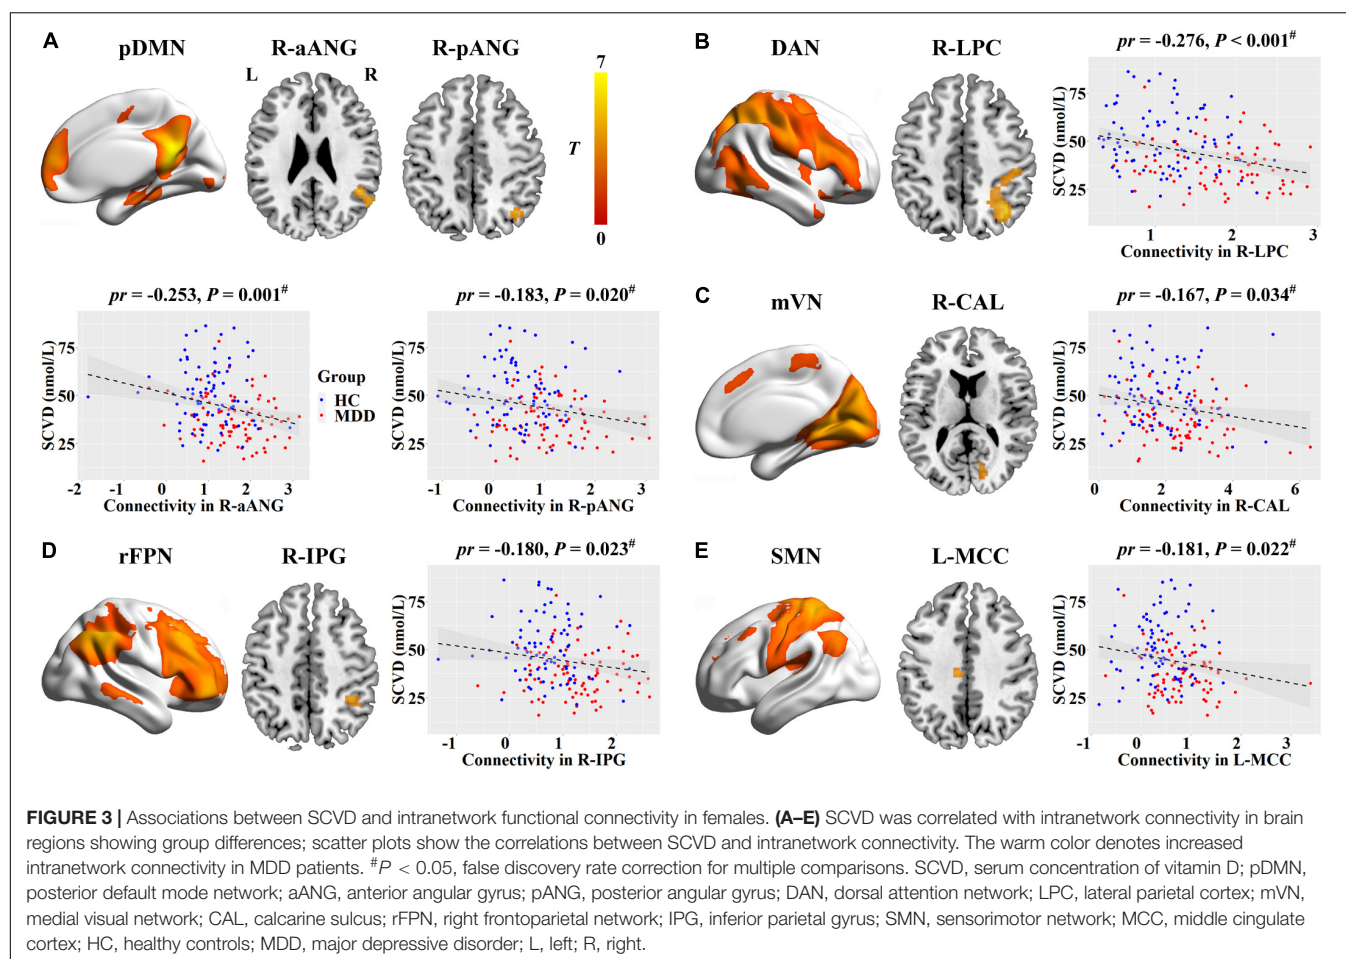 A
pDMN
R-aANG
R-pANG
L
R
7
T
0
pr = -0.253, P = 0.001#
SCVD (nmol/L)
75
50
25
-2 -1 0 1 2 3
Connectivity in R-aANG
Group
HC
MDD
pr = -0.183, P = 0.020#
SCVD (nmol/L)
75
50
25
-1 0 1 2 3
Connectivity in R-pANG
B
DAN
R-LPC
pr = -0.276, P < 0.001#
SCVD (nmol/L)
75
50
25
1 2 3
Connectivity in R-LPC
C
mVN
R-CAL
pr = -0.167, P = 0.034#
SCVD (nmol/L)
75
50
25
0 2 4 6
Connectivity in R-CAL
D
rFPN
R-IPG
pr = -0.180, P = 0.023#
SCVD (nmol/L)
75
50
25
-1 0 1 2
Connectivity in R-IPG
E
SMN
L-MCC
pr = -0.181, P = 0.022#
SCVD (nmol/L)
75
50
25
-1 0 1 2 3
Connectivity in L-MCC
FIGURE 3 | Associations between SCVD and intranetwork functional connectivity in females. (A–E) SCVD was correlated with intranetwork connectivity in brain
regions showing group differences; scatter plots show the correlations between SCVD and intranetwork connectivity. The warm color denotes increased
intranetwork connectivity in MDD patients. #P < 0.05, false discovery rate correction for multiple comparisons. SCVD, serum concentration of vitamin D; pDMN,
posterior default mode network; aANG, anterior angular gyrus; pANG, posterior angular gyrus; DAN, dorsal attention network; LPC, lateral parietal cortex; mVN,
medial visual network; CAL, calcarine sulcus; rFPN, right frontoparietal network; IPG, inferior parietal gyrus; SMN, sensorimotor network; MCC, middle cingulate
cortex; HC, healthy controls; MDD, major depressive disorder; L, left; R, right.